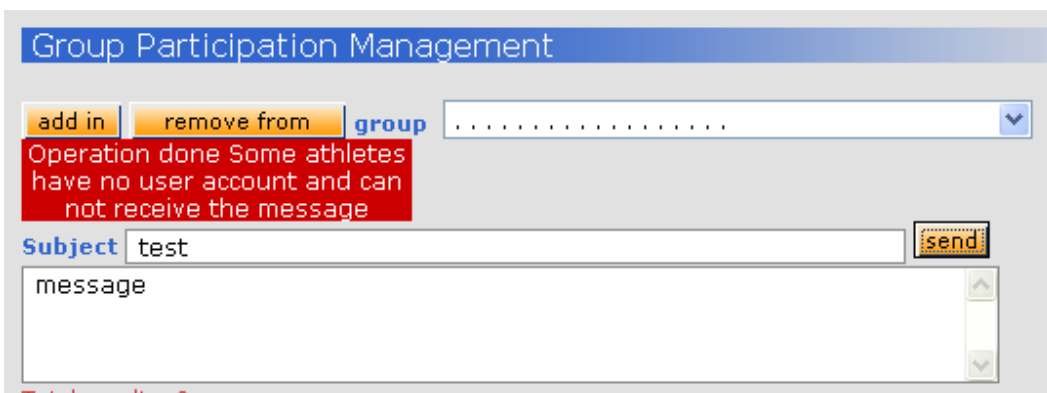 Group Participation Management
add in remove from group . . . . . . . . . . . . . . . . . .
Operation done Some athletes
have no user account and can
not receive the message
Subject test send
message